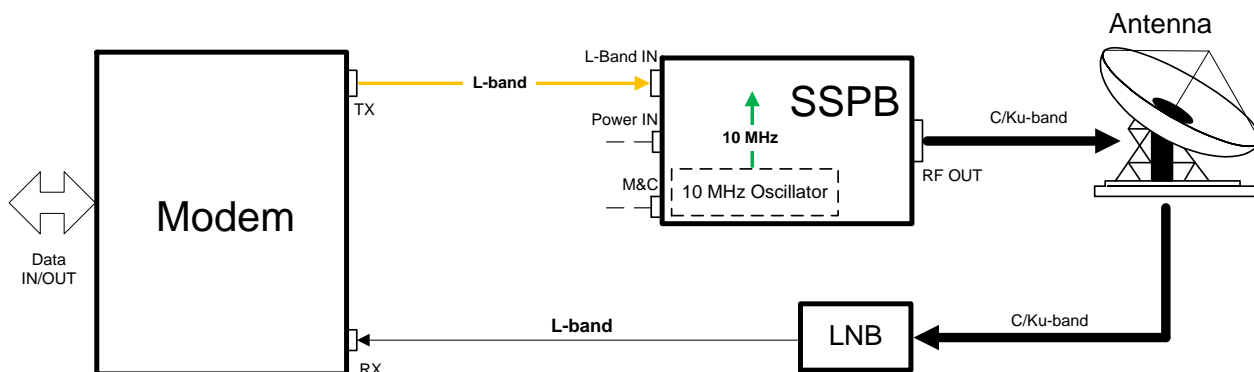 Antenna
L-Band IN
L-band
TX
SSPB
Power IN
10 MHz
C/Ku-band
RF OUT
M&C
10 MHz Oscillator
Modem
Data
IN/OUT
L-band
LNB
C/Ku-band
RX